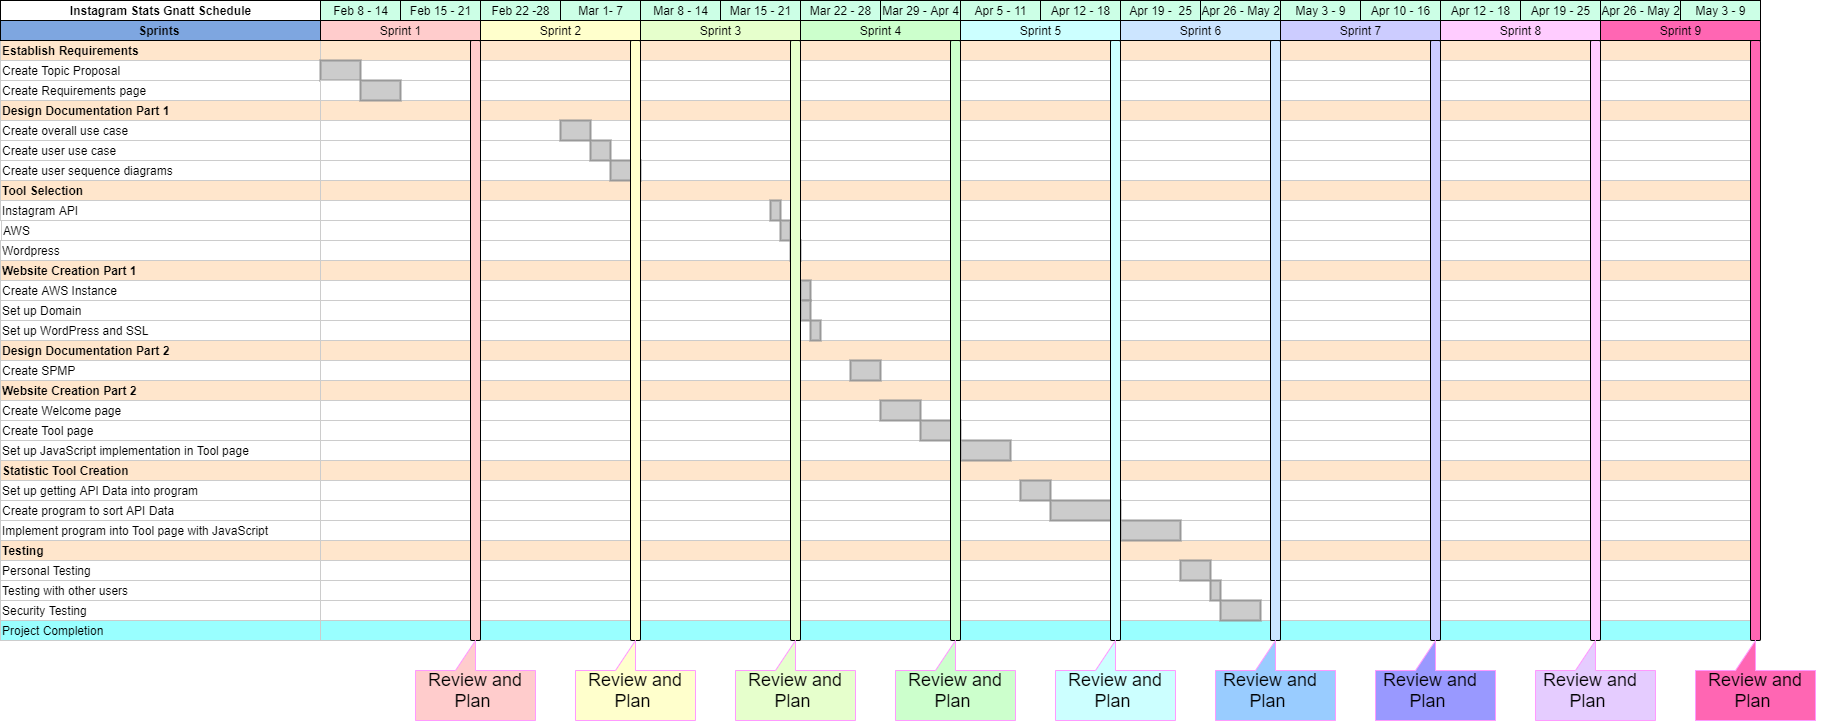 Instagram Stats Gnatt Schedule
Feb 8 - 14
Feb 15 - 21
Feb 22 -28
Mar 1- 7
Mar 8 - 14
Mar 15 - 21
Mar 22 - 28
Mar 29 - Apr 4
Apr 5 - 11
Apr 12 - 18
Apr 19 - 25
Apr 26 - May 2
May 3 - 9
Apr 10 - 16
Apr 12 - 18
Apr 19 - 25
Apr 26 - May 2
May 3 - 9
Sprints
Sprint 1
Sprint 2
Sprint 3
Sprint 4
Sprint 5
Sprint 6
Sprint 7
Sprint 8
Sprint 9
Establish Requirements
Create Topic Proposal
Create Requirements page
Design Documentation Part 1
Create overall use case
Create user use case
Create user sequence diagrams
Tool Selection
Instagram API
AWS
Wordpress
Website Creation Part 1
Create AWS Instance
Set up Domain
Set up WordPress and SSL
Design Documentation Part 2
Create SPMP
Website Creation Part 2
Create Welcome page
Create Tool page
Set up JavaScript implementation in Tool page
Statistic Tool Creation
Set up getting API Data into program
Create program to sort API Data
Implement program into Tool page with JavaScript
Testing
Personal Testing
Testing with other users
Security Testing
Project Completion
Review and
Plan
Review and
Plan
Review and
Plan
Review and
Plan
Review and
Plan
Review and
Plan
Review and
Plan
Review and
Plan
Review and
Plan